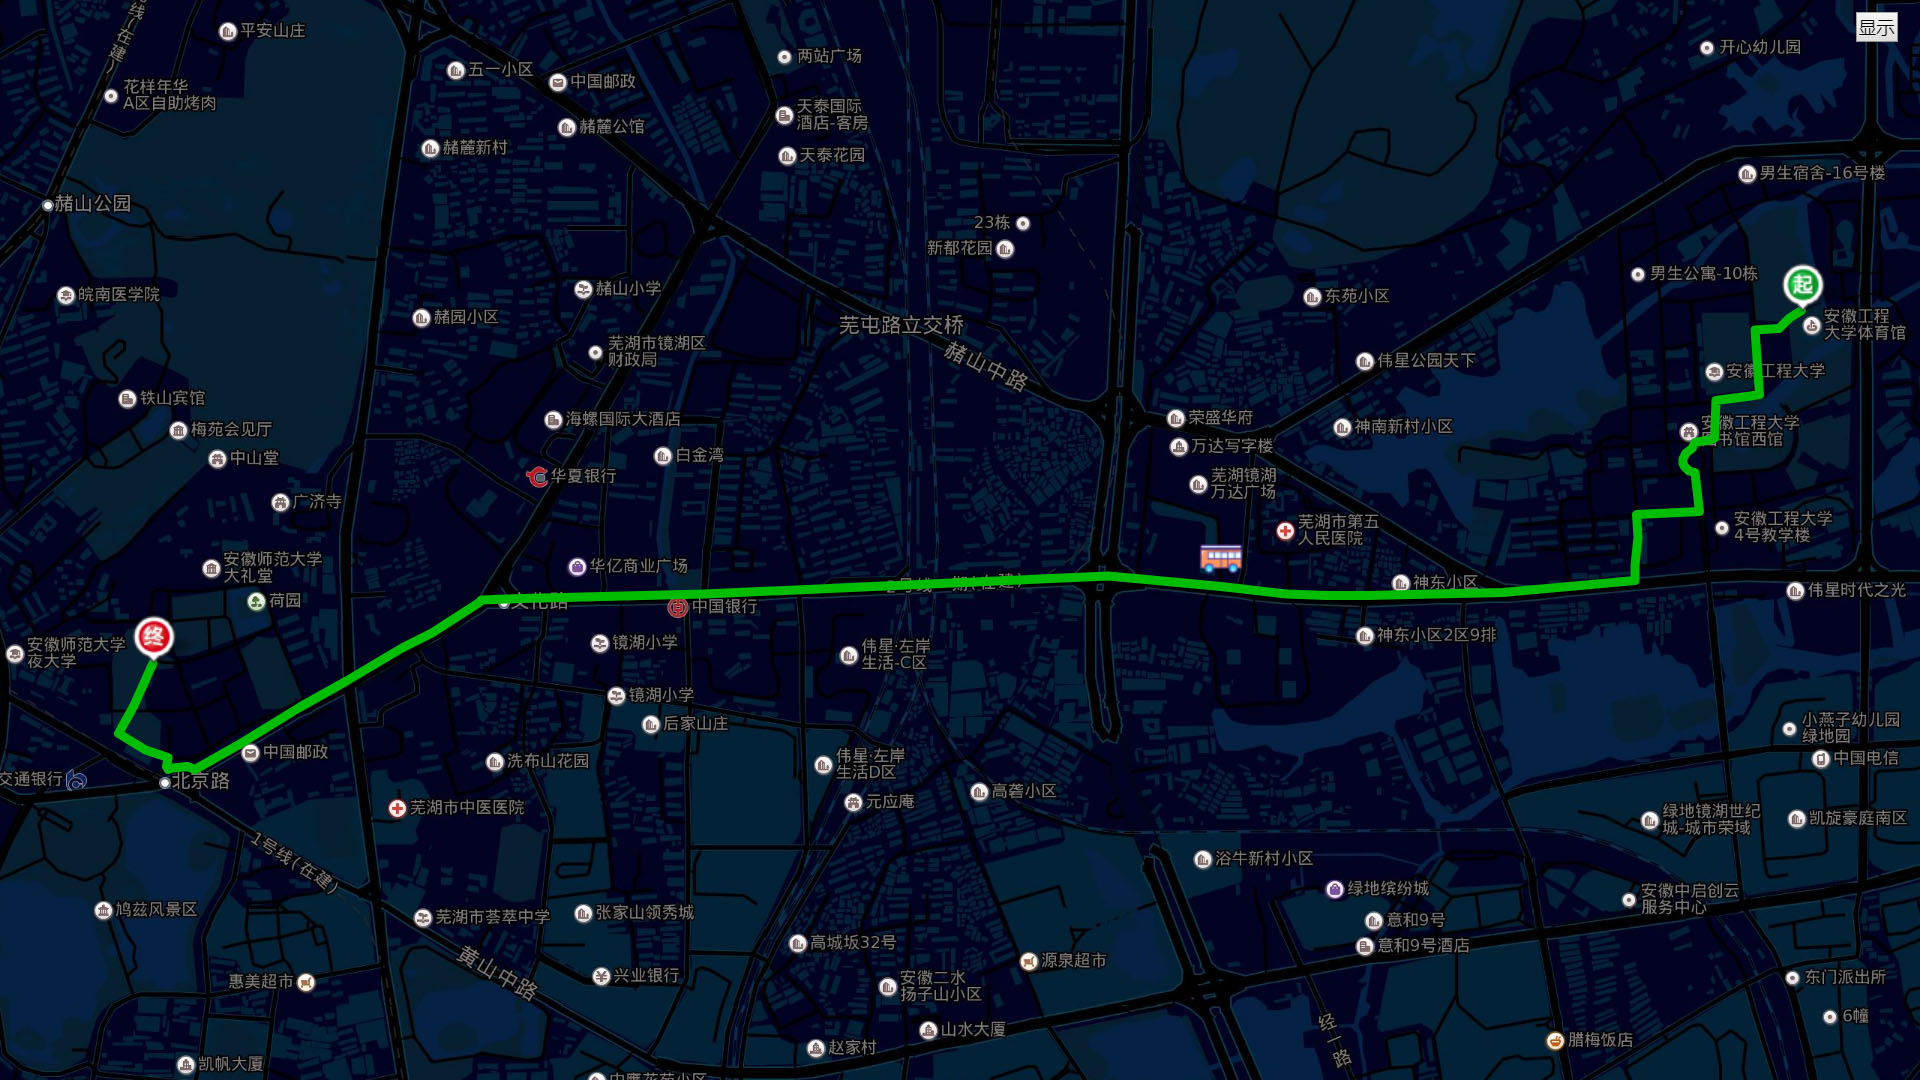 线(在建)
平安山庄
花样年华
A区自助烤肉
五一小区
中国邮政
两站广场
显示
开心幼儿园
天泰国际
酒店-客房
赭麓公馆
赭麓新村
天泰花园
男生宿舍-16号楼
赭山公园
23栋
新都花园
男生公寓-10栋
起
皖南医学院
赭山小学
东苑小区
赭园小区
芜屯路立交桥
安徽工程
大学体育馆
芜湖市镜湖区
财政局
赭山中路
伟星公园天下
安徽工程大学
铁山宾馆
海螺国际大酒店
荣盛华府
神南新村小区
安徽工程大学
图书馆西馆
梅苑会见厅
中山堂
白金湾
万达写字楼
华夏银行
芜湖镜湖
万达广场
广济寺
芜湖市第五
人民医院
安徽工程大学
4号教学楼
安徽师范大学
大礼堂
华亿商业广场
2号线一期(在建)
神东小区
伟星时代之光
荷园
文化路
中国银行
终
安徽师范大学
夜大学
镜湖小学
伟星·左岸
生活-C区
神东小区2区9排
镜湖小学
后家山庄
小燕子幼儿园
绿地园
中国邮政
洗布山花园
伟星·左岸
生活D区
中国电信
交通银行
北京路
高砻小区
元应庵
芜湖市中医医院
绿地镜湖世纪
城-城市荣域
凯旋豪庭南区
1号线(在建)
浴牛新村小区
绿地缤纷城
安徽中启创云
服务中心
鸠兹风景区
芜湖市荟萃中学
张家山领秀城
意和9号
意和9号酒店
高城坂32号
源泉超市
黄山中路
惠美超市
兴业银行
安徽二水
扬子山小区
东门派出所
6幢
山水大厦
经一路
腊梅饭店
赵家村
凯帆大厦